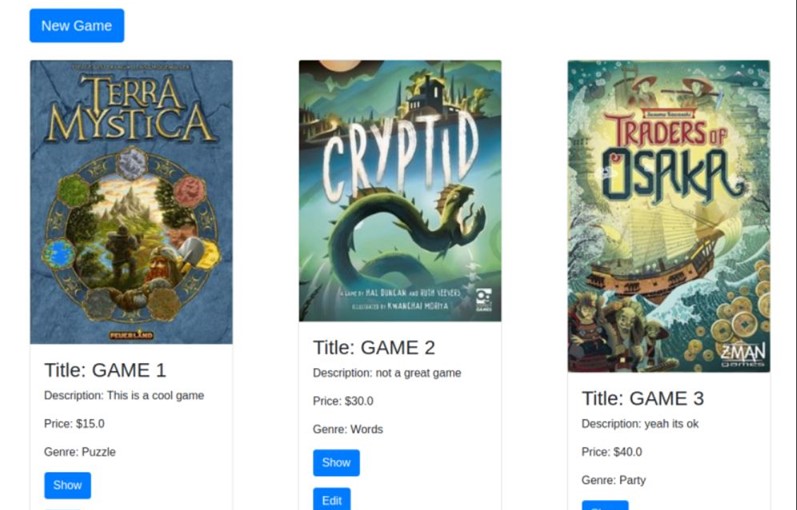 New Game
TERRA
MYSTICA
FEUERLAND
Title: GAME 1
Description: This is a cool game
Price: $15.0
Genre: Puzzle
Show
CRYPTID
A GAME BY HAL DUNCAN AND RUTH VEEVERS
ILLUSTRATED BY KWANCHAI MORIYA
GAMES
Title: GAME 2
Description: not a great game
Price: $30.0
Genre: Words
Show
Edit
TRADERS OF
OSAKA
Z-MAN
games
Title: GAME 3
Description: yeah its ok
Price: $40.0
Genre: Party